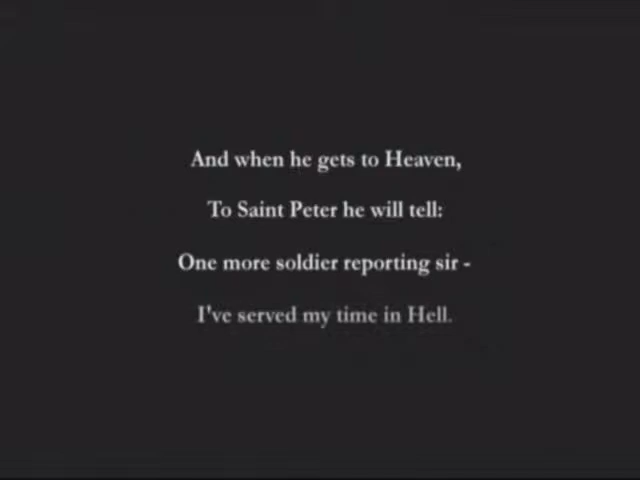 And when he gets to Heaven,
To Saint Peter he will tell:
One more soldier reporting sir -
I've served my time in Hell.